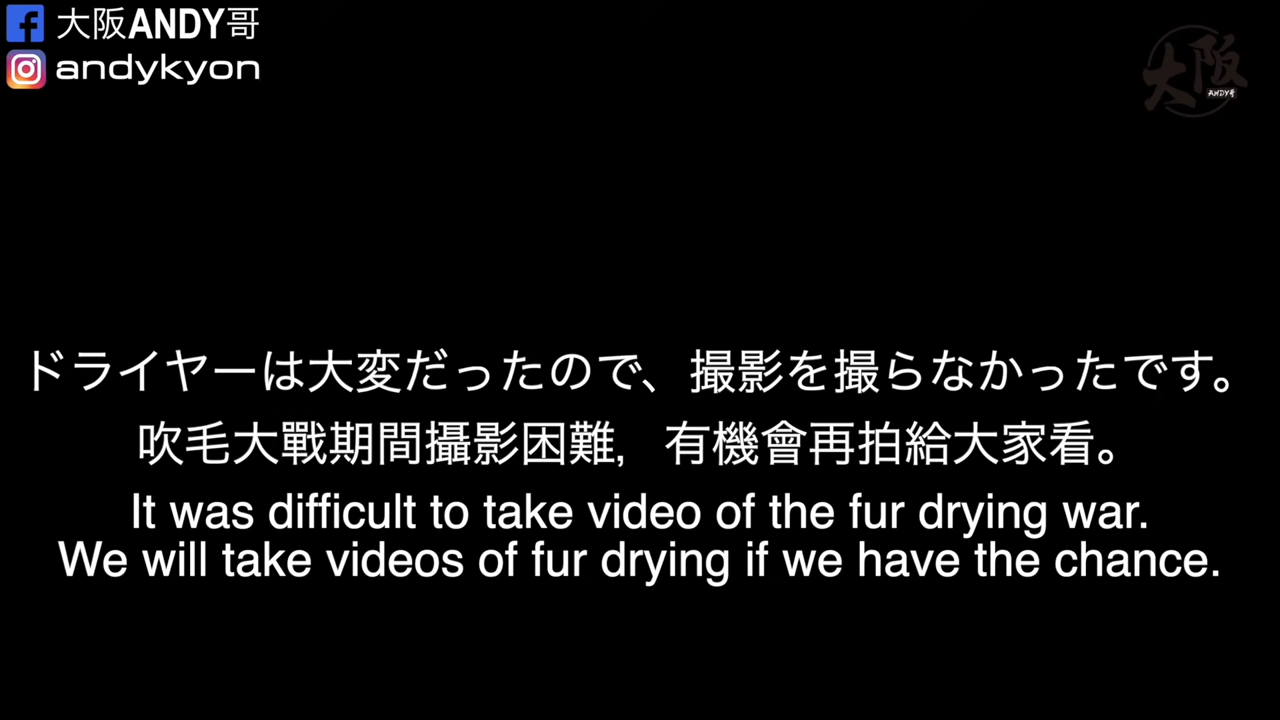 大阪ANDY哥
andykyon
大阪
ANDY哥
ドライヤーは大変だったので、撮影を撮らなかったです。
吹毛大戰期間攝影困難，有機會再拍給大家看。
It was difficult to take video of the fur drying war.
We will take videos of fur drying if we have the chance.